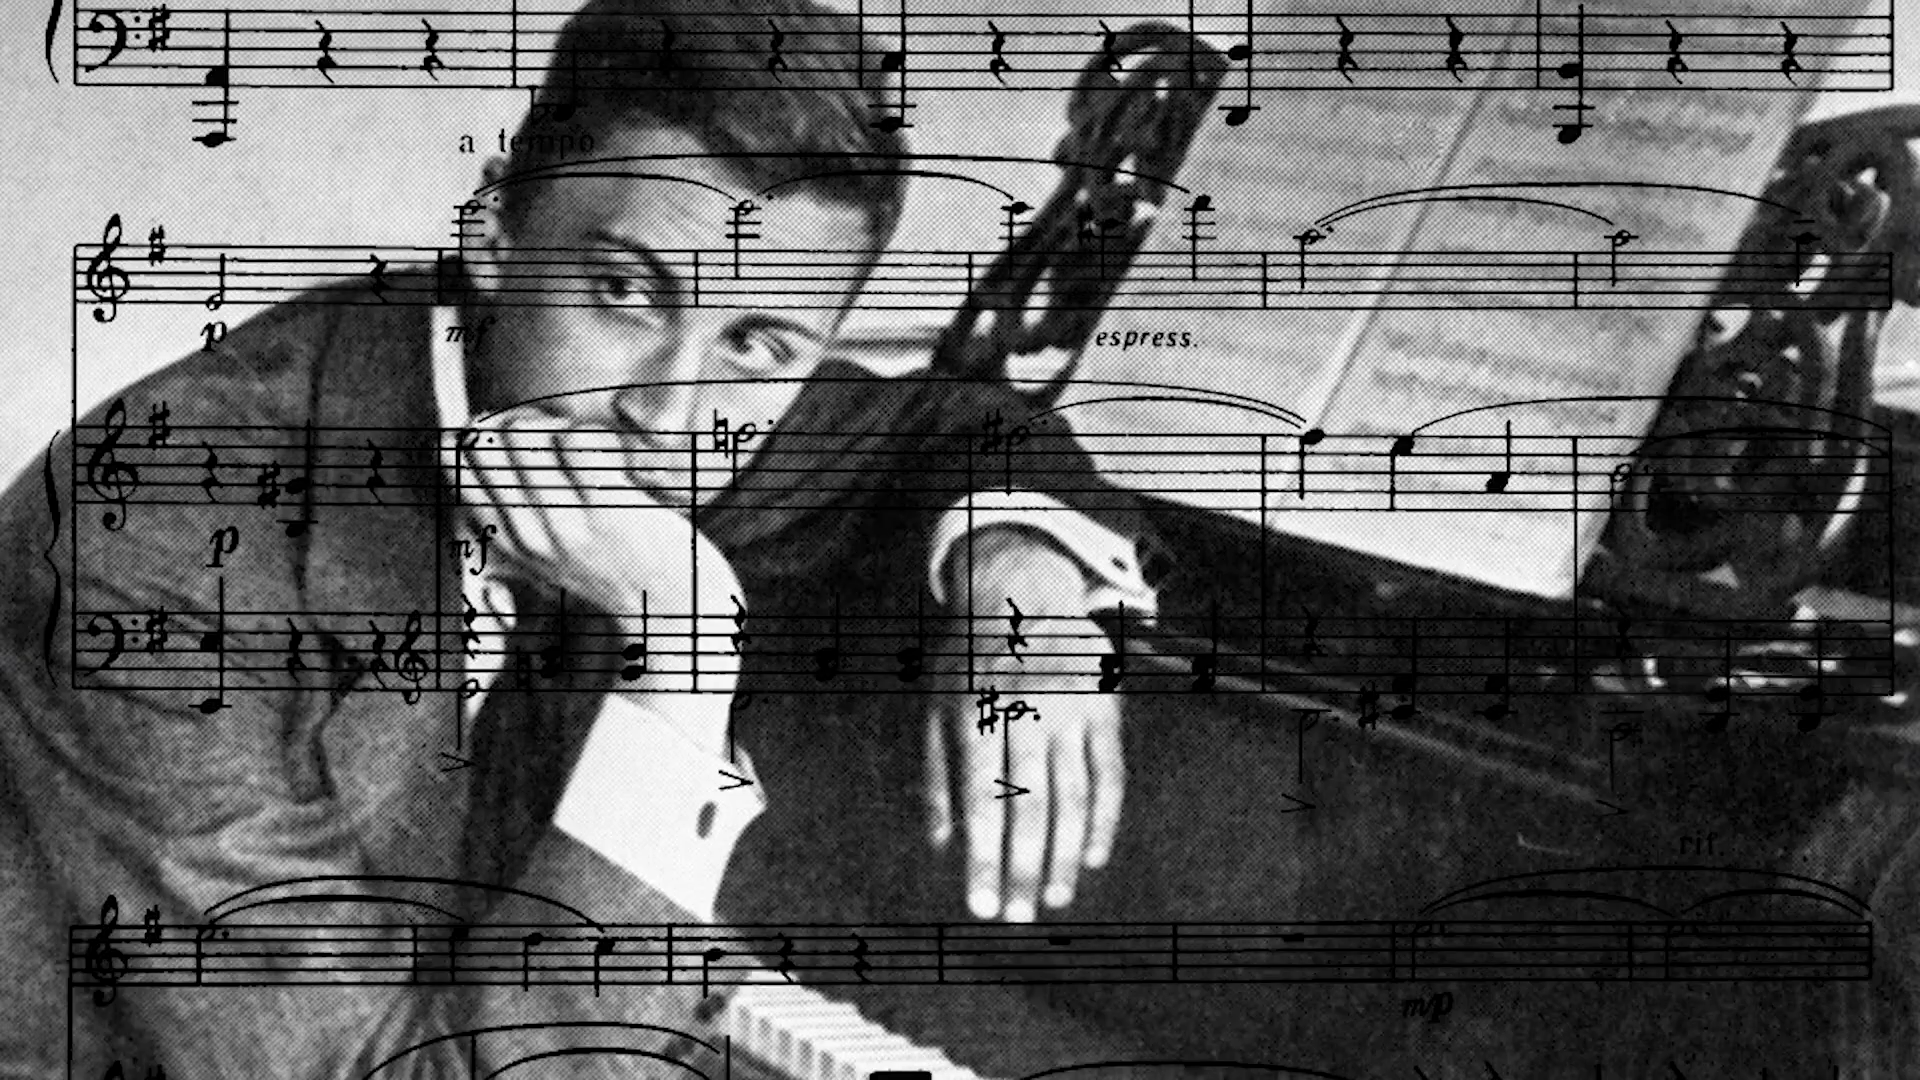 a tempo
p
mf
espress.
p
mf
rit.
mp